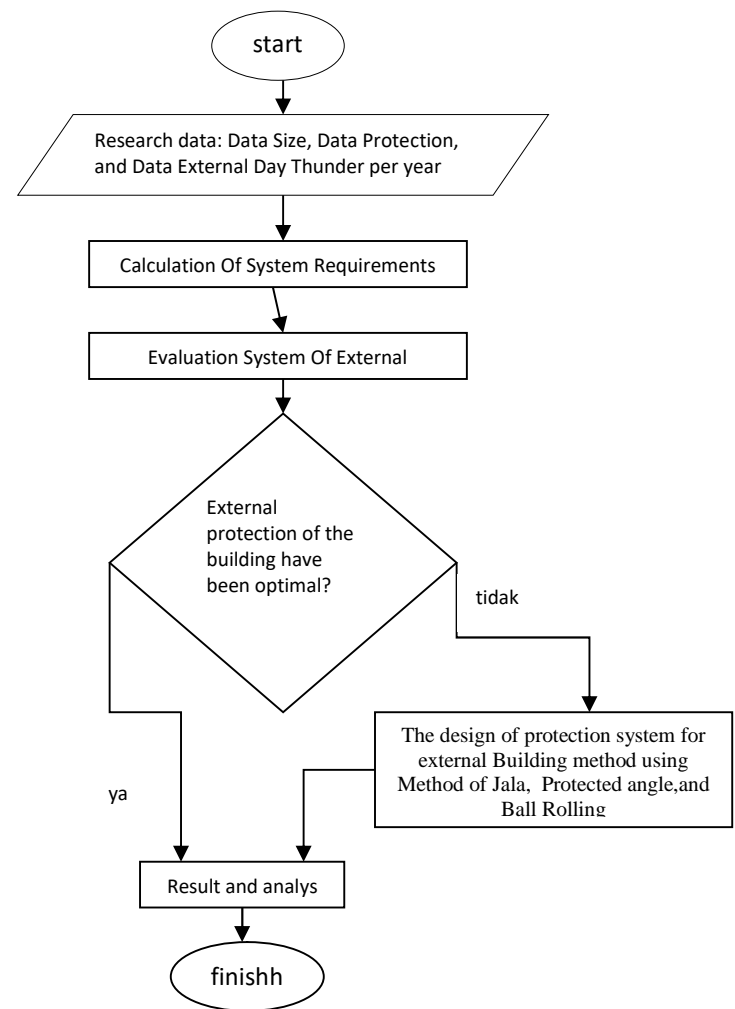 start
Research data: Data Size, Data Protection,
and Data External Day Thunder per year
Calculation Of System Requirements
Evaluation System Of External
External
protection of the
building have
been optimal?
tidak
The design of protection system for
external Building method using
Method of Jala, Protected angle,and
Ball Rolling
ya
Result and analys
finishh